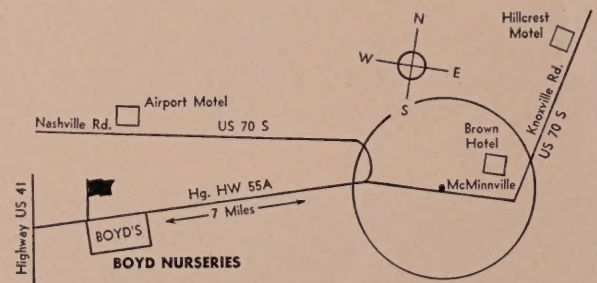 Hillcrest
Motel
N
W
E
S
Knoxville Rd.
US 70 S
Airport Motel
Nashville Rd.
US 70 S
Brown
Hotel
McMinnville
Highway US 41
Hg. HW 55A
7 Miles
BOYD'S
BOYD NURSERIES